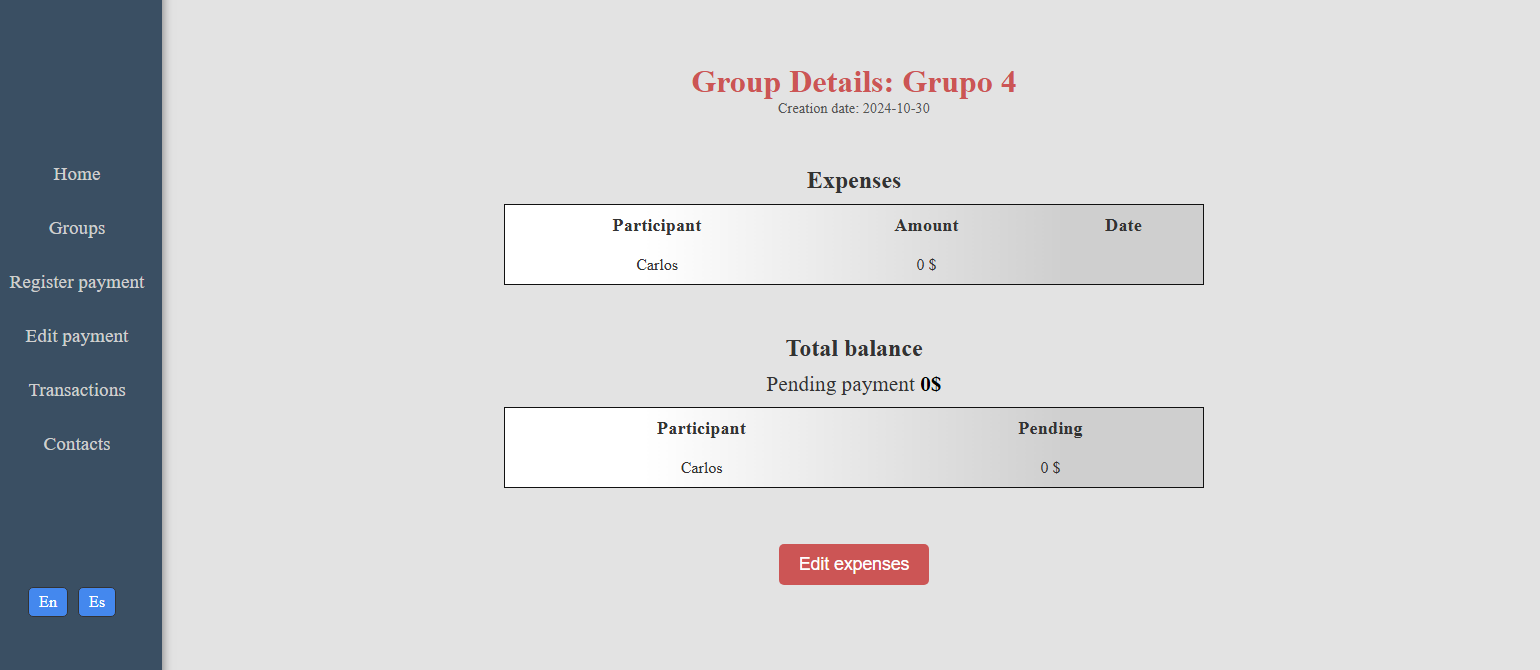 Home
Groups
Register payment
Edit payment
Transactions
Contacts
En Es
Group Details: Grupo 4
Creation date: 2024-10-30
Expenses
Participant Amount Date
Carlos 0 $
Total balance
Pending payment 0$
Participant Pending
Carlos 0 $
Edit expenses